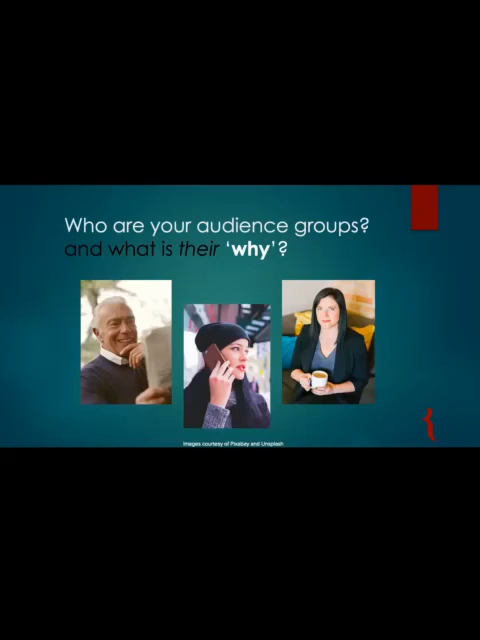 Who are your audience groups?
and what is their ‘why’?
Images courtesy of Pixabay and Unsplash